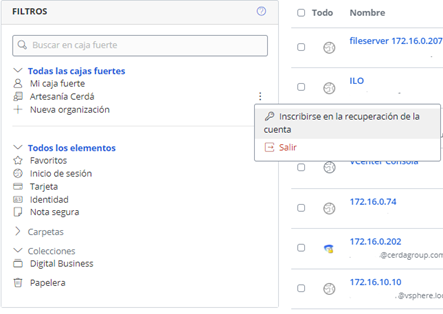 FILTROS
Buscar en caja fuerte
Todas las cajas fuertes
Mi caja fuerte
Artesanía Cerdá
Nueva organización
Todos los elementos
Favoritos
Inicio de sesión
Tarjeta
Identidad
Nota segura
Carpetas
Colecciones
Digital Business
Papelera
Inscribirse en la recuperación de la
cuenta
Salir
Todo Nombre
fileserver 172.16.0.207
ILO
vCenter Consola
172.16.0.74
172.16.0.202
.@cerdagroup.com
172.16.10.10
.@vsphere.loc